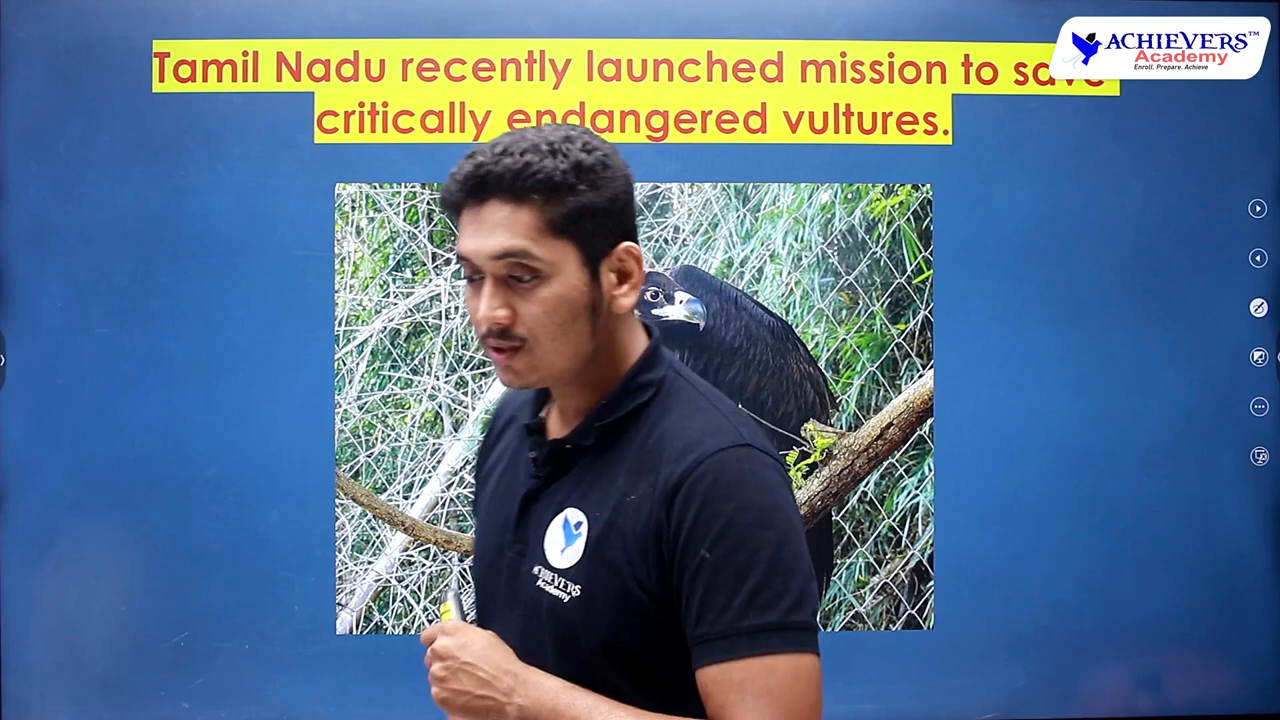 Tamil Nadu recently launched mission to save
critically endangered vultures.
ACHIEVERS™
Academy
Enroll. Prepare. Achieve
ACHIEVERS
Academy